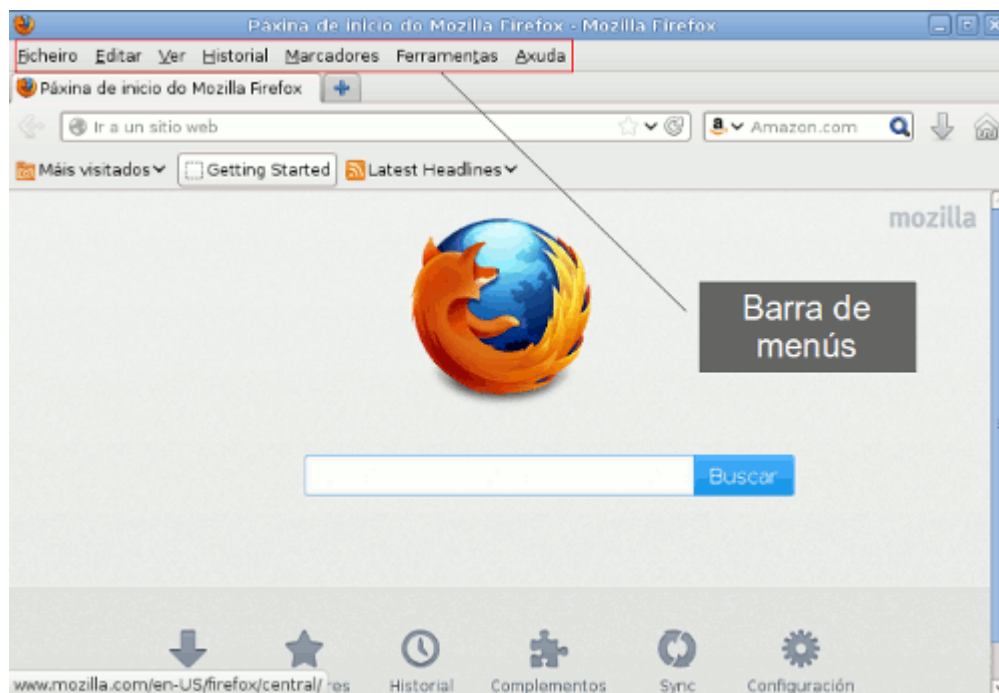 Páxina de inicio do Mozilla Firefox - Mozilla Firefox
Ficheiro Editar Ver Historial Marcadores Ferramentas Axuda
Páxina de inicio do Mozilla Firefox
Ir a un sitio web
Amazon.com
Máis visitados Getting Started Latest Headlines
mozilla
Barra de
menús
Buscar
www.mozilla.com/en-US/firefox/central/ Historial Complementos Sync Configuración